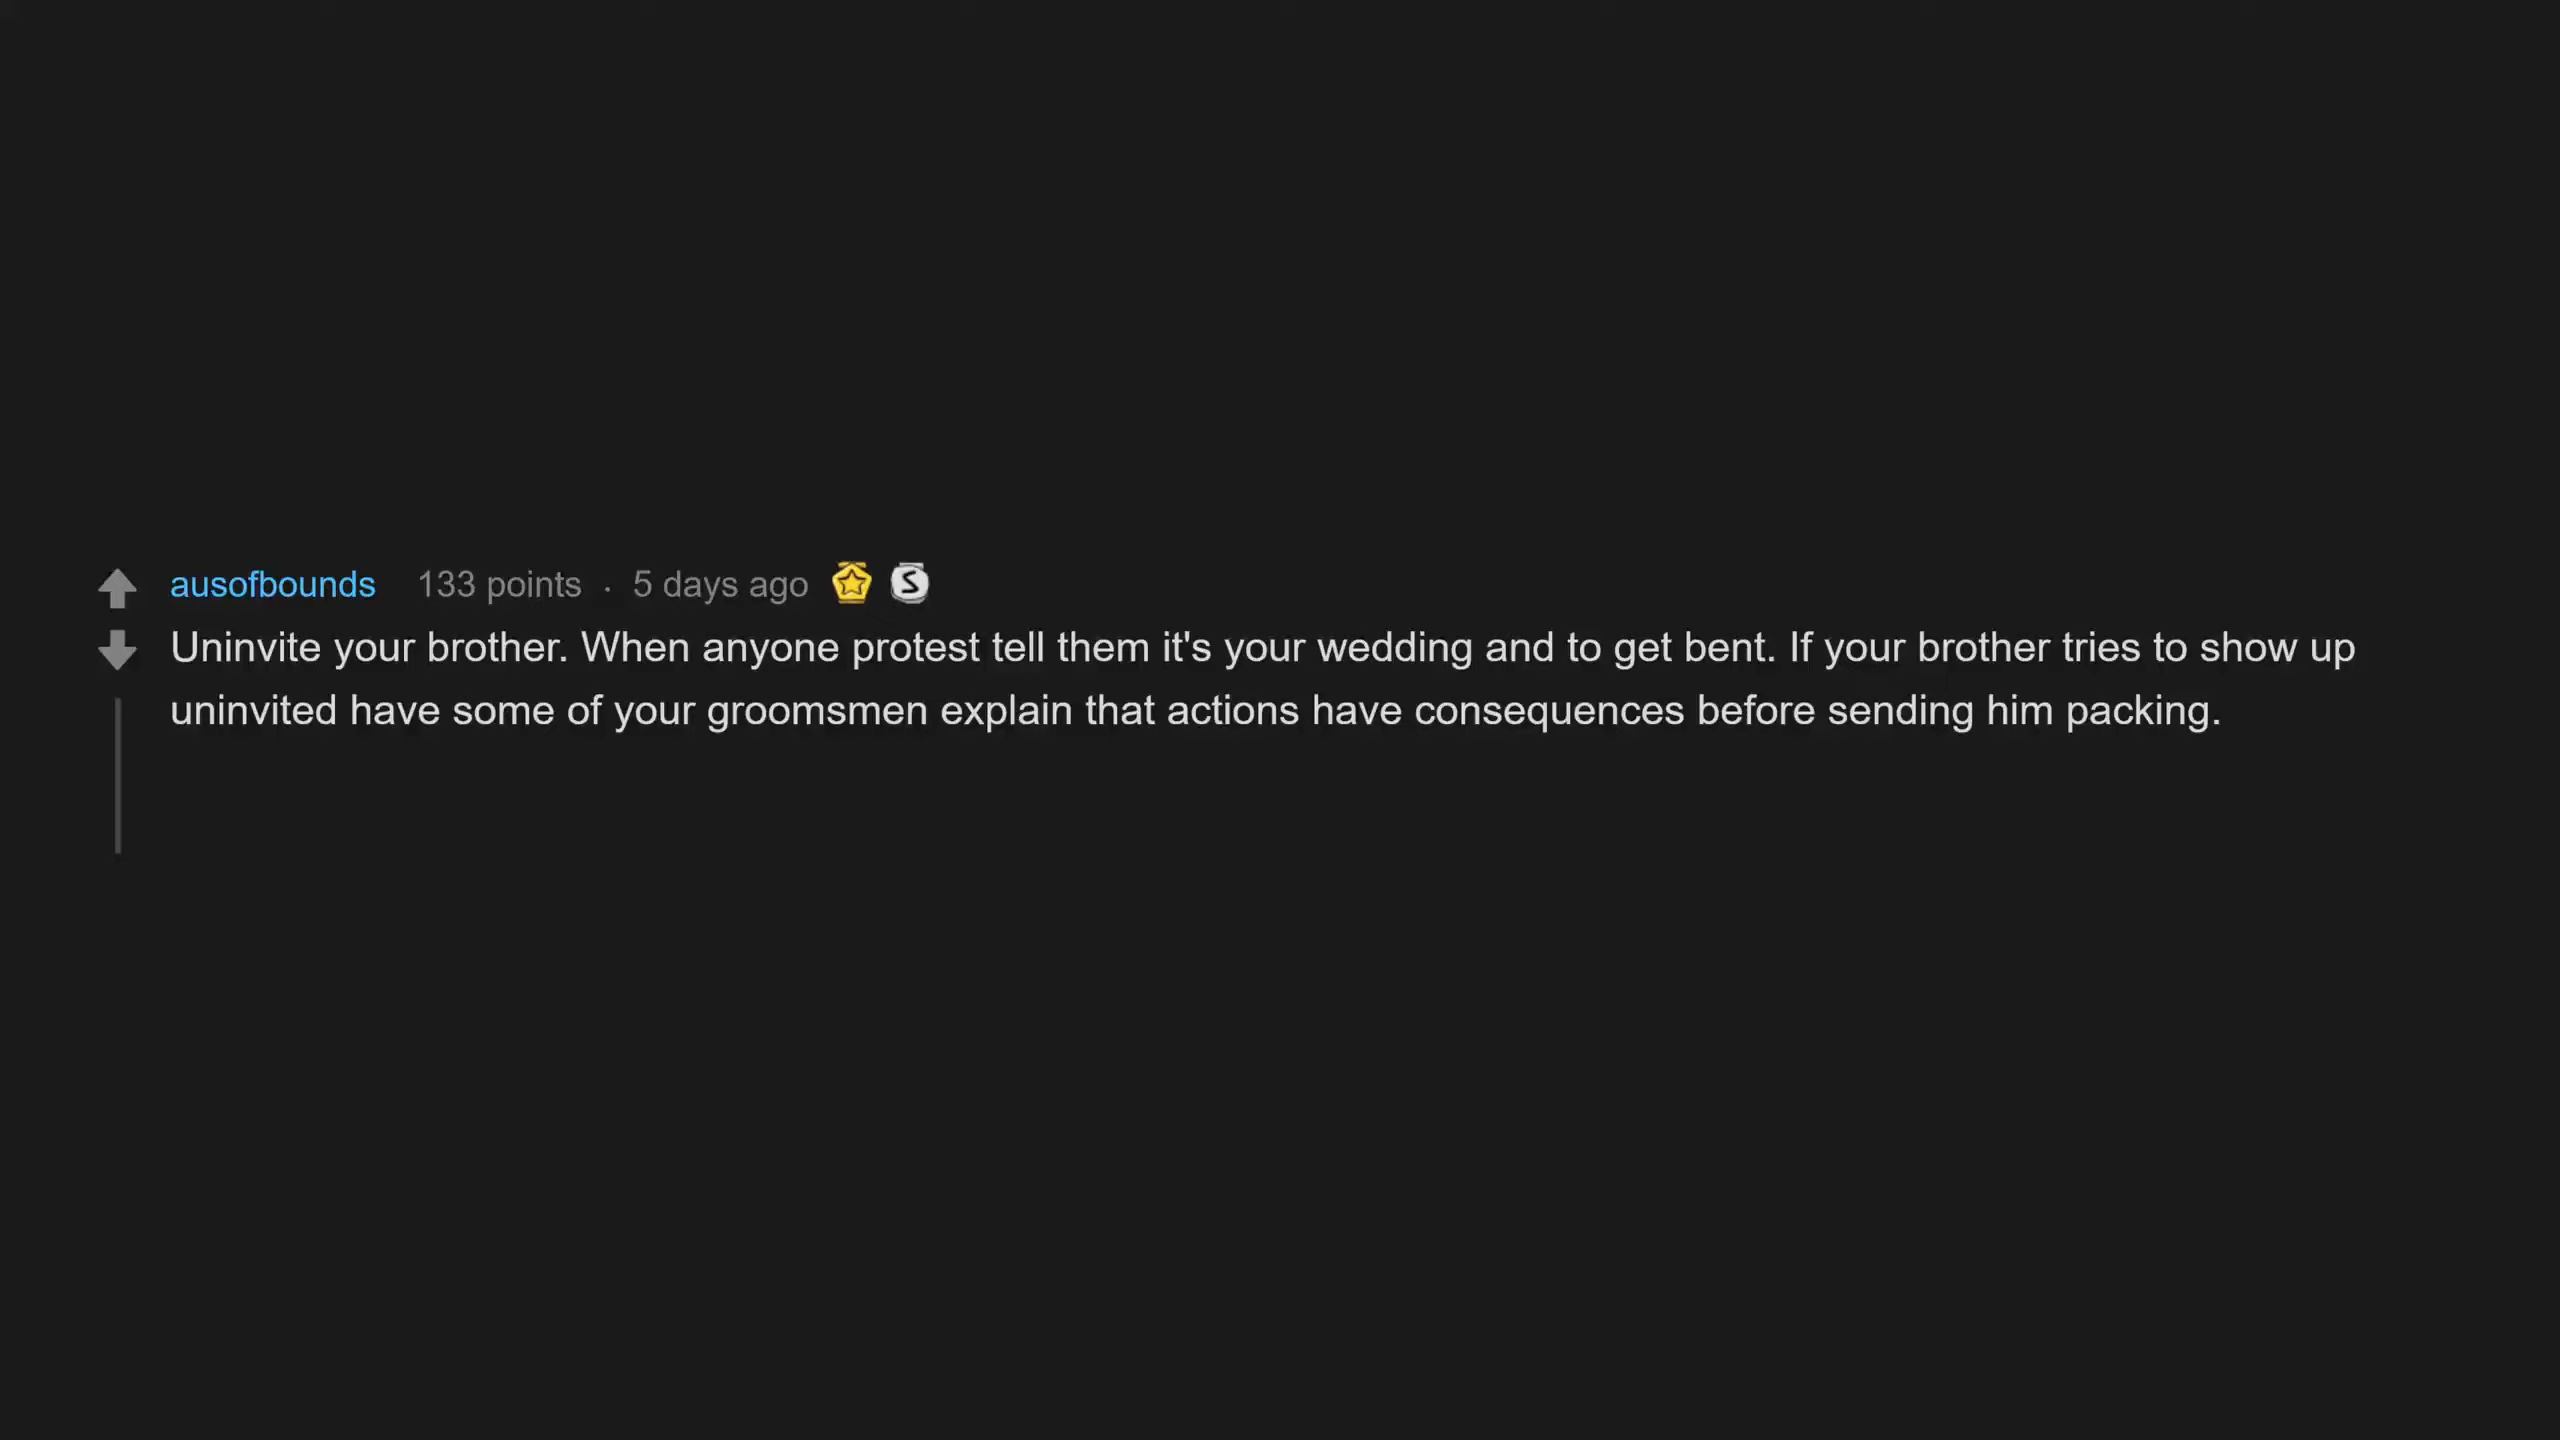 ausofbounds 133 points · 5 days ago S
Uninvite your brother. When anyone protest tell them it's your wedding and to get bent. If your brother tries to show up
uninvited have some of your groomsmen explain that actions have consequences before sending him packing.